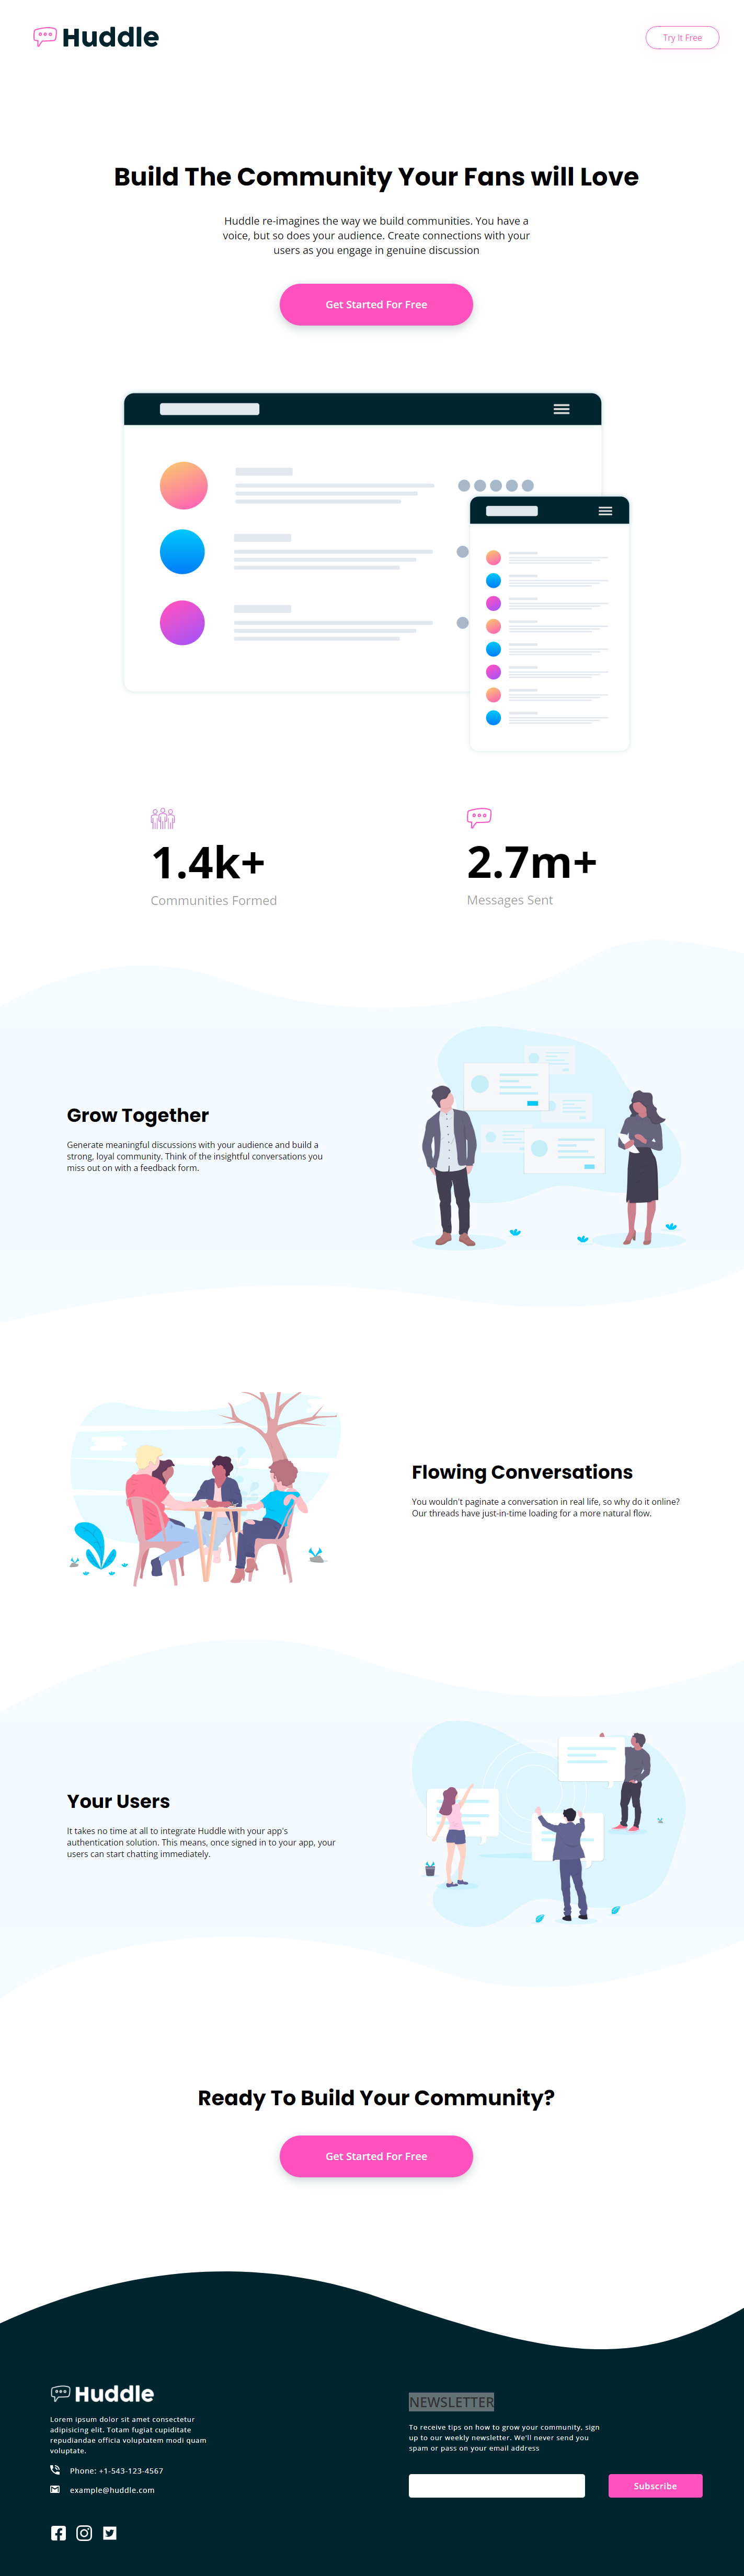 Huddle
Try It Free
Build The Community Your Fans will Love
Huddle re-imagines the way we build communities. You have a
voice, but so does your audience. Create connections with your
users as you engage in genuine discussion
Get Started For Free
1.4k+
Communities Formed
2.7m+
Messages Sent
Grow Together
Generate meaningful discussions with your audience and build a
strong, loyal community. Think of the insightful conversations you
miss out on with a feedback form.
Flowing Conversations
You wouldn't paginate a conversation in real life, so why do it online?
Our threads have just-in-time loading for a more natural flow.
Your Users
It takes no time at all to integrate Huddle with your app's
authentication solution. This means, once signed in to your app, your
users can start chatting immediately.
Ready To Build Your Community?
Get Started For Free
Huddle
Lorem ipsum dolor sit amet consectetur
adipisicing elit. Totam fugiat cupiditate
repudiandae officia voluptatem modi quam
voluptate.
Phone: +1-543-123-4567
example@huddle.com
NEWSLETTER
To receive tips on how to grow your community, sign
up to our weekly newsletter. We'll never send you
spam or pass on your email address
Subscribe